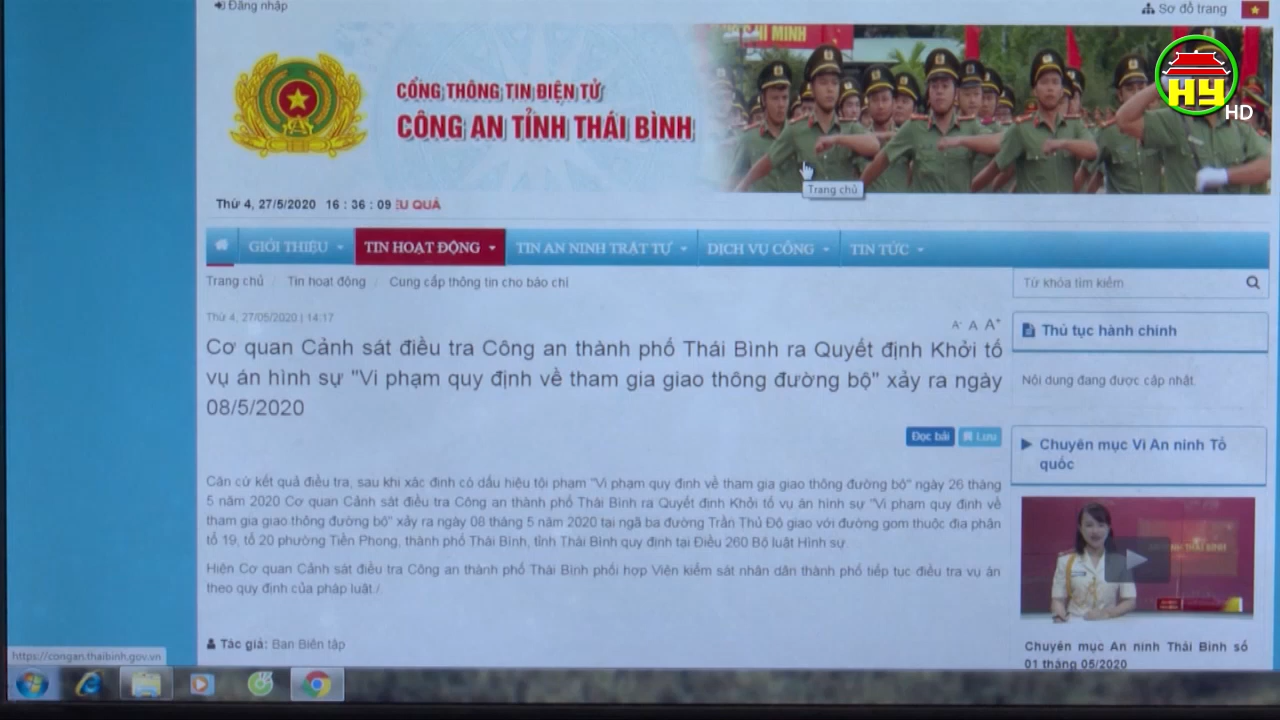 Đăng nhập
Sơ đồ trang
HY
HD
CHÍ MINH
CỔNG THÔNG TIN ĐIỆN TỬ
CÔNG AN TỈNH THÁI BÌNH
Trang chủ
Thứ 4, 27/5/2020 16 : 36 : 09 ỆU QUẢ
GIỚI THIỆU TIN HOẠT ĐỘNG TIN AN NINH TRẬT TỰ DỊCH VỤ CÔNG TIN TỨC
Trang chủ / Tin hoạt động / Cung cấp thông tin cho báo chí
Từ khóa tìm kiếm
Thứ 4, 27/05/2020 | 14:17
A- A A+
Thủ tục hành chính
Cơ quan Cảnh sát điều tra Công an thành phố Thái Bình ra Quyết định Khởi tố
vụ án hình sự "Vi phạm quy định về tham gia giao thông đường bộ" xảy ra ngày
08/5/2020
Nội dung đang được cập nhật
Đọc bài Lưu
Chuyên mục Vì An ninh Tổ
quốc
Căn cứ kết quả điều tra, sau khi xác định có dấu hiệu tội phạm "Vi phạm quy định về tham gia giao thông đường bộ" ngày 26 tháng
5 năm 2020 Cơ quan Cảnh sát điều tra Công an thành phố Thái Bình ra Quyết định Khởi tố vụ án hình sự "Vi phạm quy định về
tham gia giao thông đường bộ" xảy ra ngày 08 tháng 5 năm 2020 tại ngã ba đường Trần Thủ Độ giao với đường gom thuộc địa phận
tổ 19, tổ 20 phường Tiền Phong, thành phố Thái Bình, tỉnh Thái Bình quy định tại Điều 260 Bộ luật Hình sự.
Hiện Cơ quan Cảnh sát điều tra Công an thành phố Thái Bình phối hợp Viện kiểm sát nhân dân thành phố tiếp tục điều tra vụ án
theo quy định của pháp luật./.
Tác giả: Ban Biên tập
Chuyên mục An ninh Thái Bình số
01 tháng 05/2020
https://congan.thaibinh.gov.vn